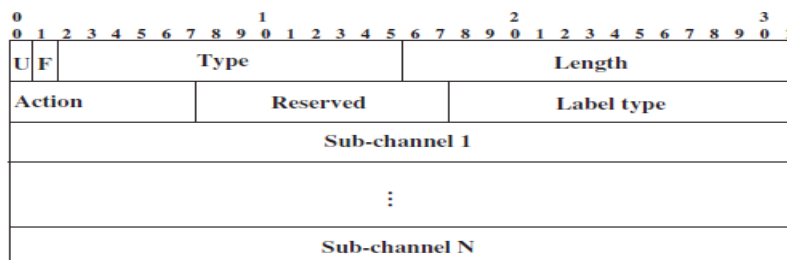 0 1 2 3
0 1 2 3 4 5 6 7 8 9 0 1 2 3 4 5 6 7 8 9 0 1 2 3 4 5 6 7 8 9 0 1
U F Type Length
Action Reserved Label type
Sub-channel 1
⋮
Sub-channel N